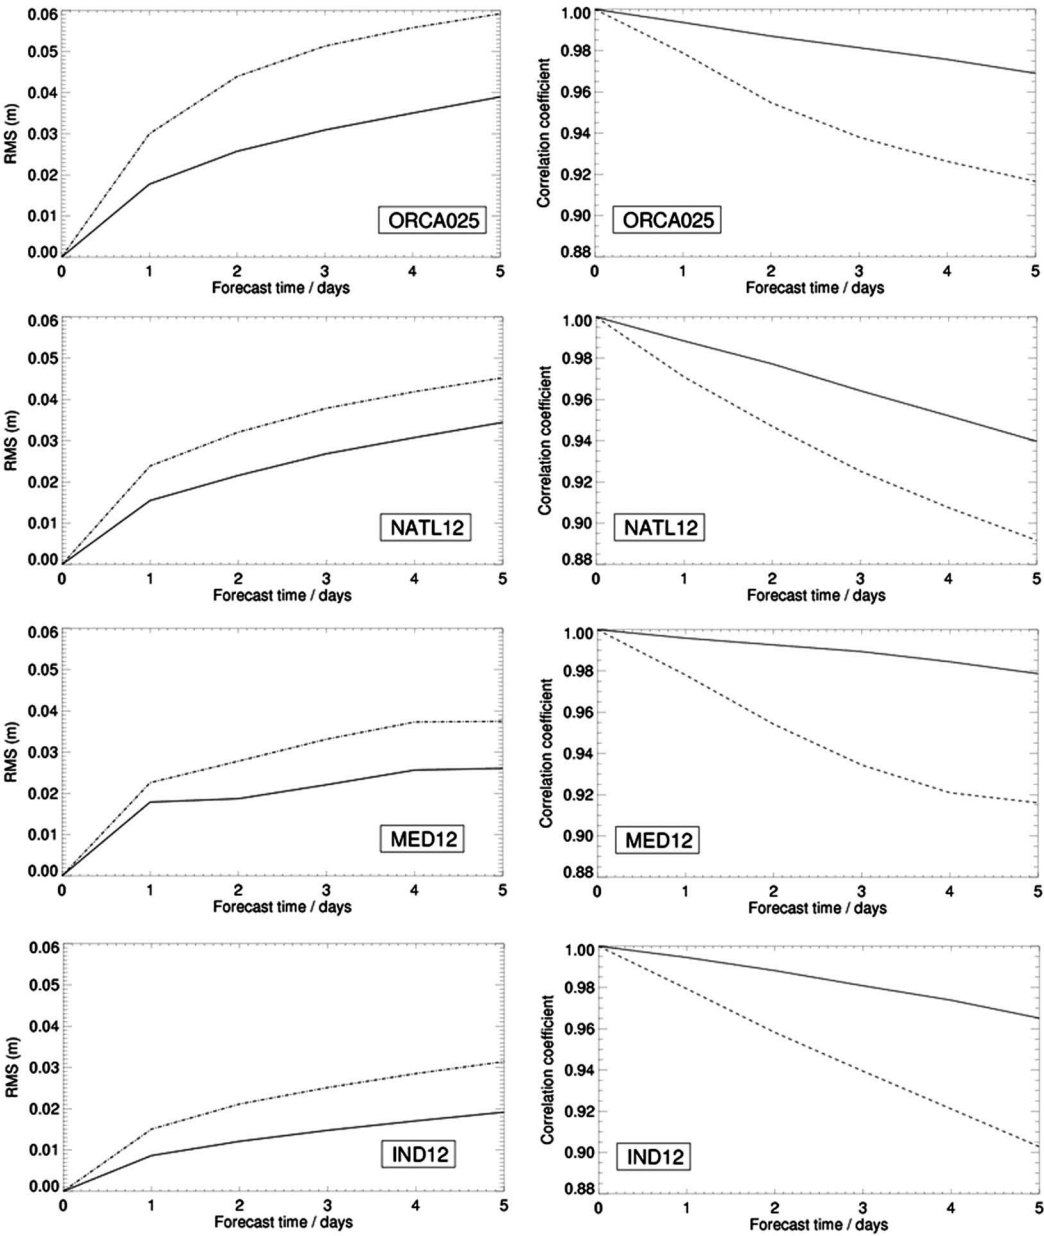 0.06
0.05
0.04
0.03
0.02
0.01
0.00
RMS (m)
ORCA025
0 1 2 3 4 5
Forecast time / days
1.00
0.98
0.96
0.94
0.92
0.90
0.88
Correlation coefficient
ORCA025
0 1 2 3 4 5
Forecast time / days
0.06
0.05
0.04
0.03
0.02
0.01
0.00
RMS (m)
NATL12
0 1 2 3 4 5
Forecast time / days
1.00
0.98
0.96
0.94
0.92
0.90
0.88
Correlation coefficient
NATL12
0 1 2 3 4 5
Forecast time / days
0.06
0.05
0.04
0.03
0.02
0.01
0.00
RMS (m)
MED12
0 1 2 3 4 5
Forecast time / days
1.00
0.98
0.96
0.94
0.92
0.90
0.88
Correlation coefficient
MED12
0 1 2 3 4 5
Forecast time / days
0.06
0.05
0.04
0.03
0.02
0.01
0.00
RMS (m)
IND12
0 1 2 3 4 5
Forecast time / days
1.00
0.98
0.96
0.94
0.92
0.90
0.88
Correlation coefficient
IND12
0 1 2 3 4 5
Forecast time / days